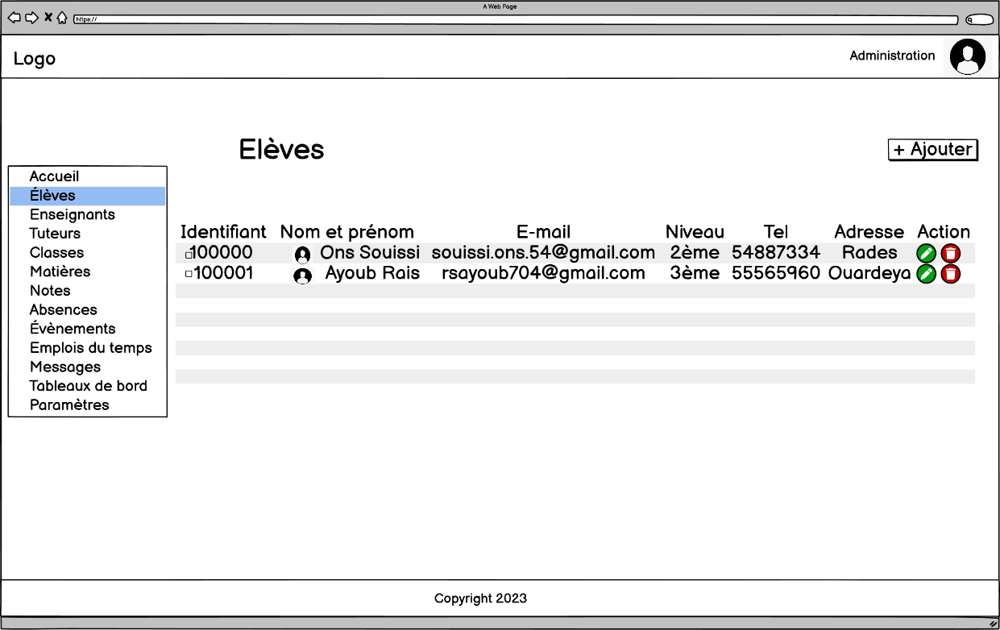 A Web Page
https://
Logo
Administration
Elèves
+ Ajouter
Accueil
Élèves
Enseignants
Tuteurs
Classes
Matières
Notes
Absences
Évènements
Emplois du temps
Messages
Tableaux de bord
Paramètres
Identifiant Nom et prénom E-mail Niveau Tel Adresse Action
100000 Ons Souissi souissi.ons.54@gmail.com 2ème 54887334 Rades
100001 Ayoub Rais rsayoub704@gmail.com 3ème 55565960 Ouardeya
Copyright 2023